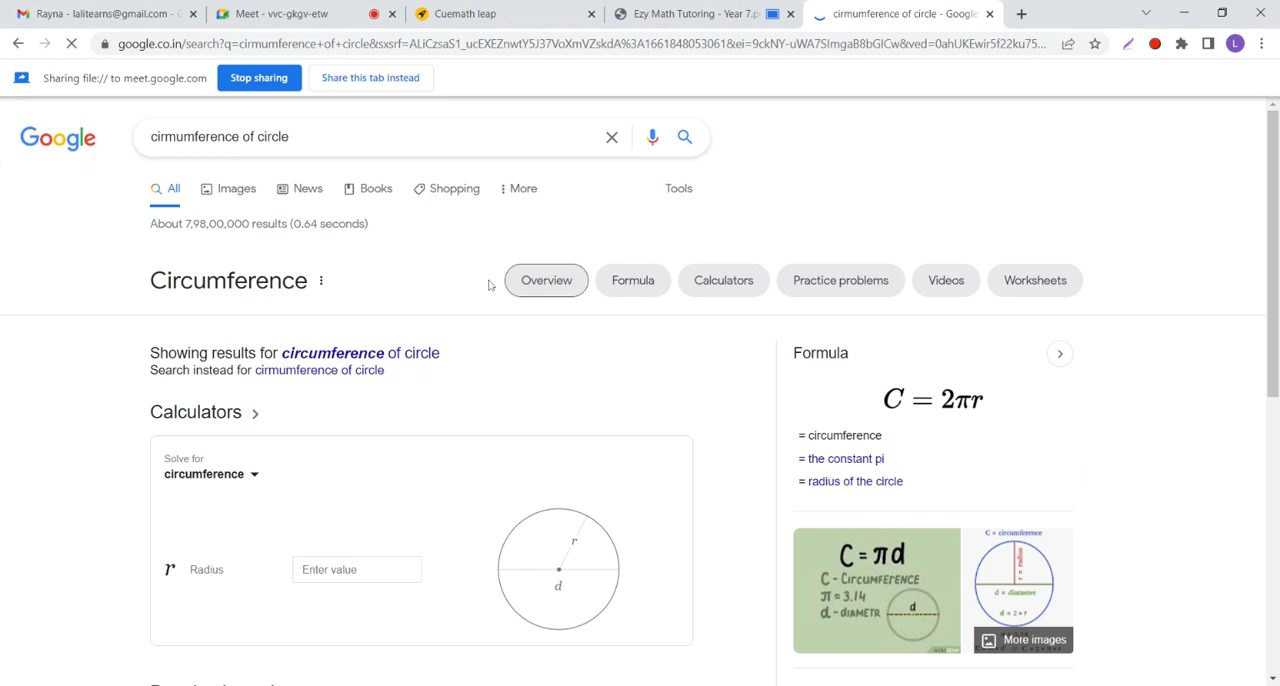 Rayna - lalitearns@gmail.com -
Meet - vvc-gkgv-etw
Cuemath leap
Ezy Math Tutoring - Year 7.p
cirmumference of circle - Google
google.co.in/search?q=cirmumference+of+circle&sxsrf=ALiCzsaS1_ucEXEZnwtY5J37VoXmVZskdA%3A1661848053061&ei=9ckNY-uWA7SImgaB8bGICw&ved=0ahUKEwir5f22ku75...
L
Sharing file:// to meet.google.com
Stop sharing
Share this tab instead
Google
cirmumference of circle
All
Images
News
Books
Shopping
More
Tools
About 7,98,00,000 results (0.64 seconds)
Circumference
Overview
Formula
Calculators
Practice problems
Videos
Worksheets
Showing results for circumference of circle
Search instead for cirmumference of circle
Calculators
Solve for
circumference
r Radius
Enter value
r
d
Formula
C = 2πr
= circumference
= the constant pi
= radius of the circle
C = πd
C - CIRCUMFERENCE
π = 3.14
d - DIAMETR
d
C = circumference
r = radius
d = diameter
d = 2 × r
More images